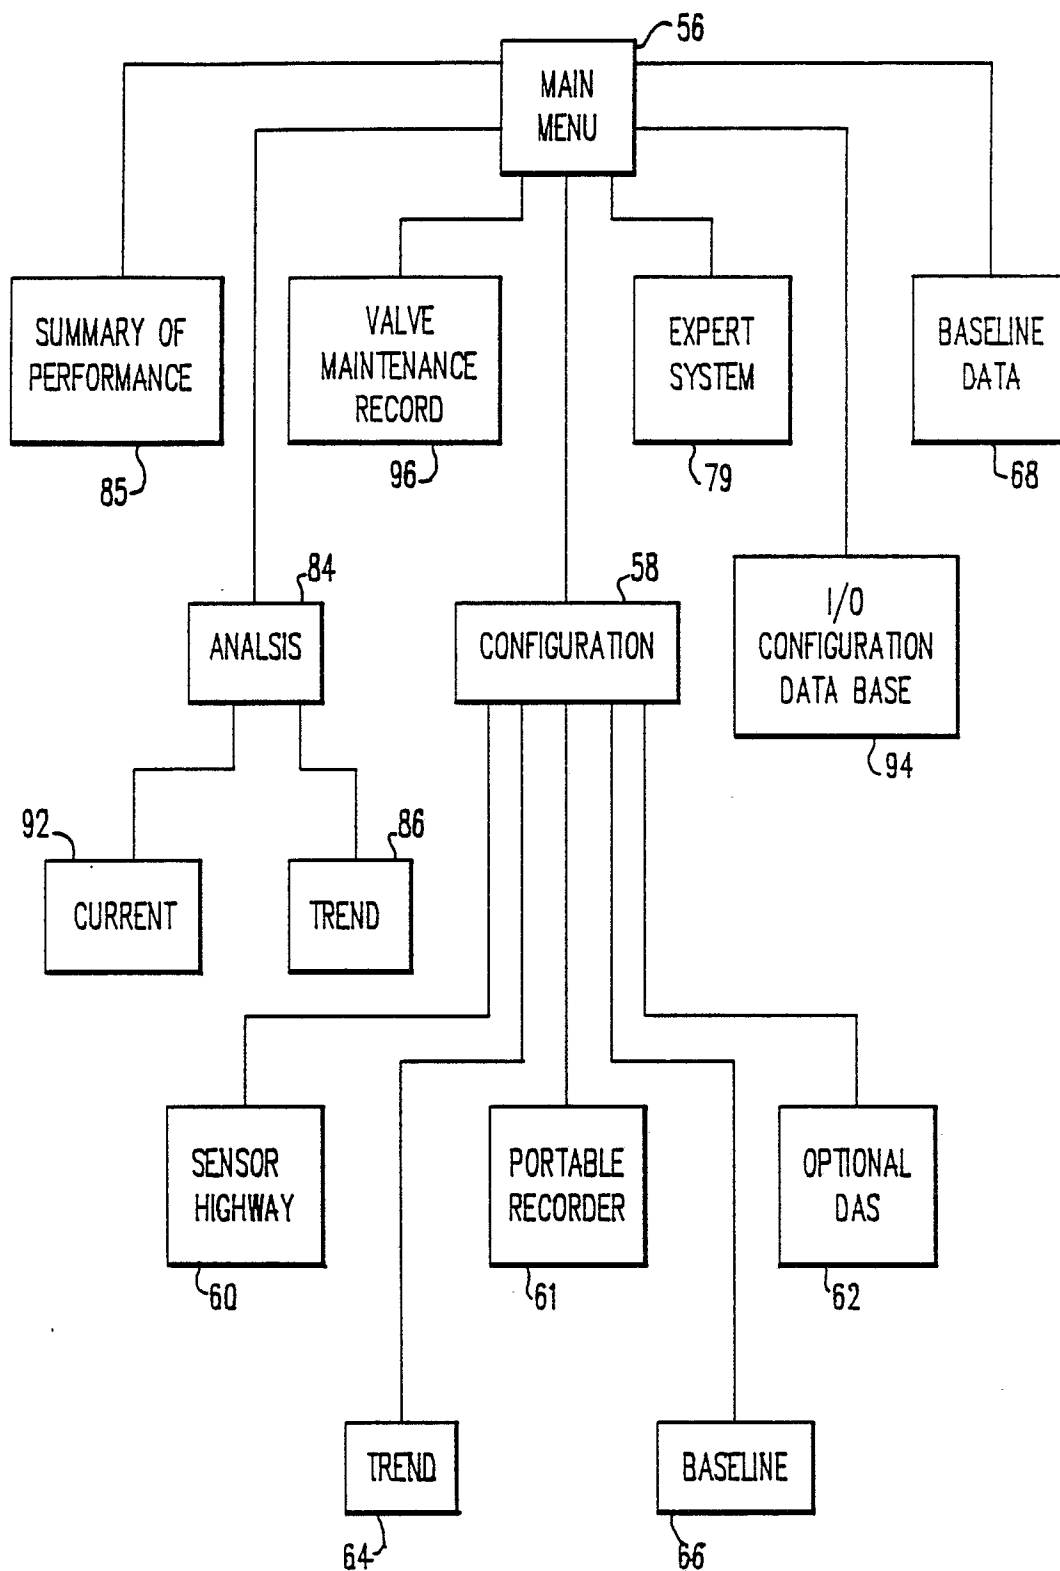 56
MAIN
MENU
SUMMARY OF
PERFORMANCE
85
VALVE
MAINTENANCE
RECORD
96
EXPERT
SYSTEM
79
BASELINE
DATA
68
84
ANALSIS
58
CONFIGURATION
I/O
CONFIGURATION
DATA BASE
94
92
CURRENT
86
TREND
SENSOR
HIGHWAY
60
PORTABLE
RECORDER
61
OPTIONAL
DAS
62
TREND
64
BASELINE
66